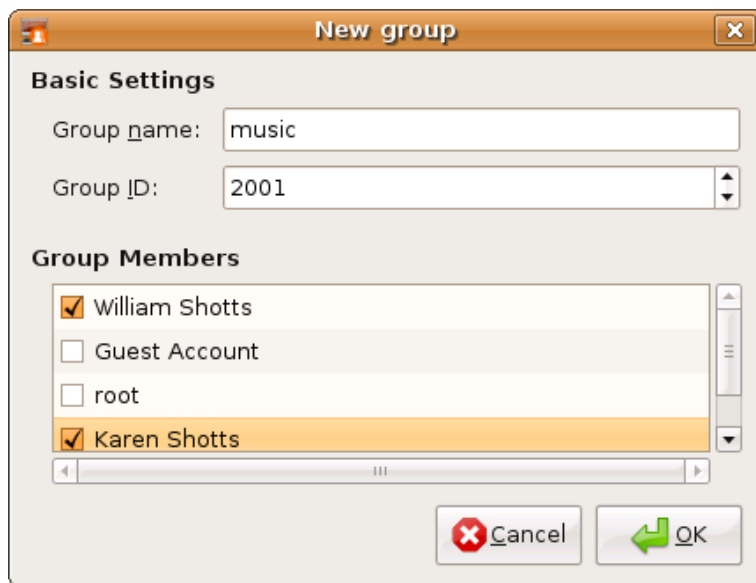 New group
Basic Settings
Group name: music
Group ID: 2001
Group Members
William Shotts
Guest Account
root
Karen Shotts
Cancel OK